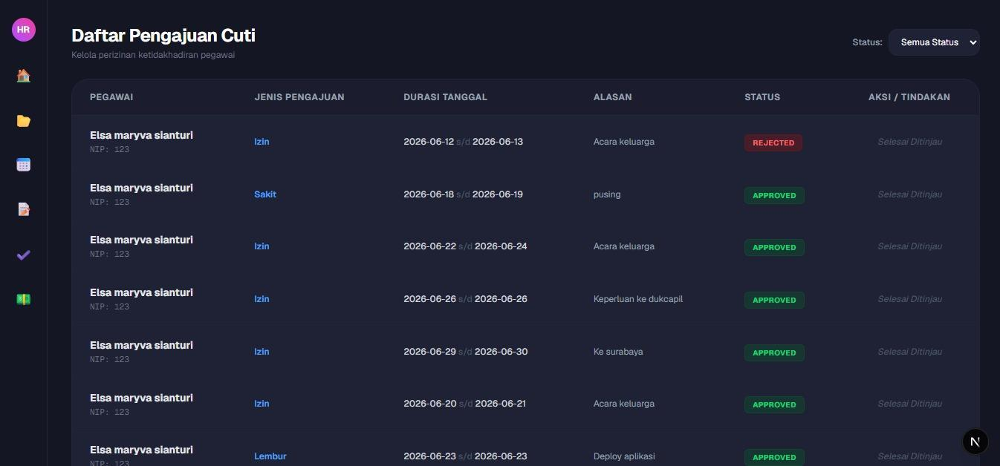 HR
Daftar Pengajuan Cuti
Kelola perizinan ketidakhadiran pegawai
Status: Semua Status
PEGAWAI JENIS PENGAJUAN DURASI TANGGAL ALASAN STATUS AKSI / TINDAKAN
Elsa maryva sianturi
NIP: 123
Izin 2026-06-12 s/d 2026-06-13 Acara keluarga REJECTED Selesai Ditinjau
Elsa maryva sianturi
NIP: 123
Sakit 2026-06-18 s/d 2026-06-19 pusing APPROVED Selesai Ditinjau
Elsa maryva sianturi
NIP: 123
Izin 2026-06-22 s/d 2026-06-24 Acara keluarga APPROVED Selesai Ditinjau
Elsa maryva sianturi
NIP: 123
Izin 2026-06-26 s/d 2026-06-26 Keperluan ke dukcapil APPROVED Selesai Ditinjau
Elsa maryva sianturi
NIP: 123
Izin 2026-06-29 s/d 2026-06-30 Ke surabaya APPROVED Selesai Ditinjau
Elsa maryva sianturi
NIP: 123
Izin 2026-06-20 s/d 2026-06-21 Acara keluarga APPROVED Selesai Ditinjau
Elsa maryva sianturi
NIP: 123
Lembur 2026-06-23 s/d 2026-06-23 Deploy aplikasi APPROVED Selesai Ditinjau
N